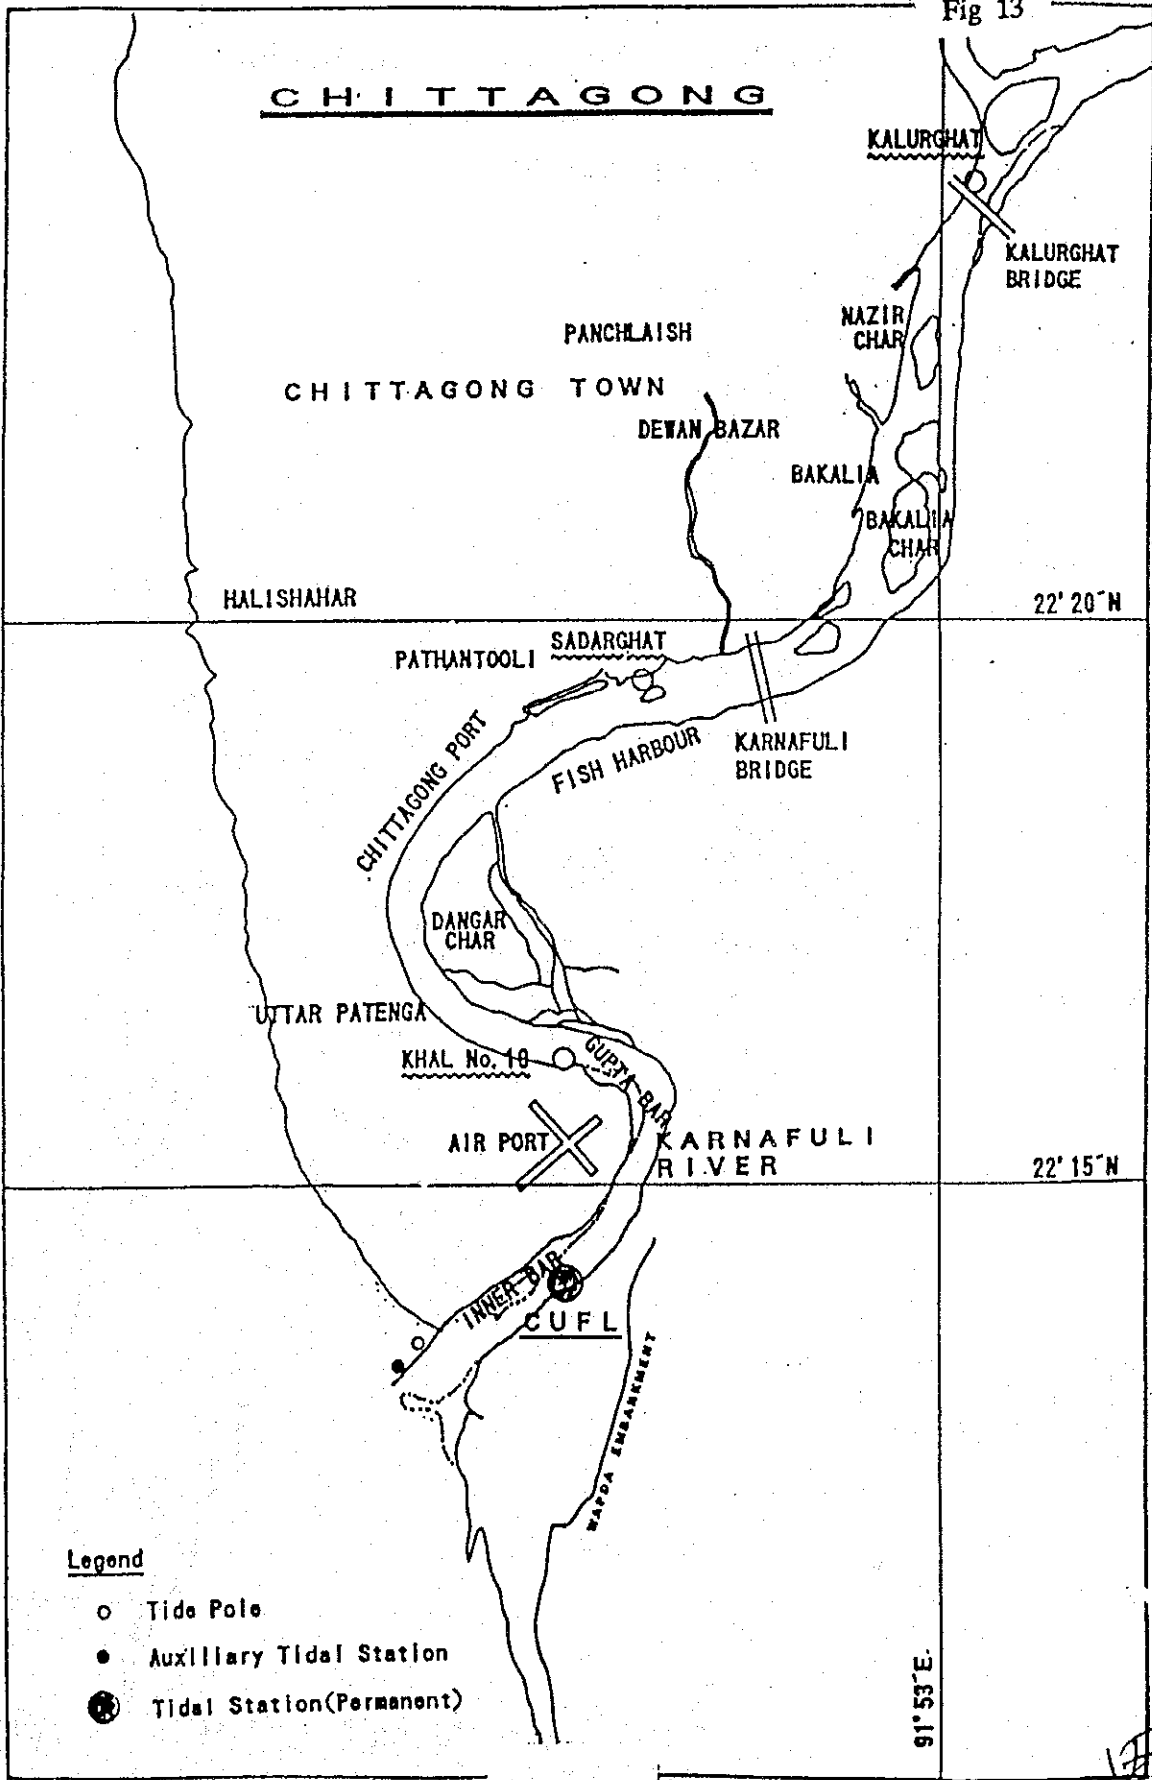 Fig 13
CHITTAGONG
KALURGHAT
KALURGHAT
BRIDGE
NAZIR
CHAR
PANCHLAISH
CHITTAGONG TOWN
DEWAN BAZAR
BAKALIA
BAKALIA
CHAR
HALISHAHAR
22°20´N
SADARGHAT
PATHANTOOLI
CHITTAGONG PORT
FISH HARBOUR
KARNAFULI
BRIDGE
DANGAR
CHAR
UTTAR PATENGA
KHAL No. 10
GUPTA BAR
AIR PORT
KARNAFULI
RIVER
22°15´N
INNER BAR
CUFL
WAPDA EMBANKMENT
Legend
Tide Pole
Auxiliary Tidal Station
Tidal Station(Permanent)
91°53´E